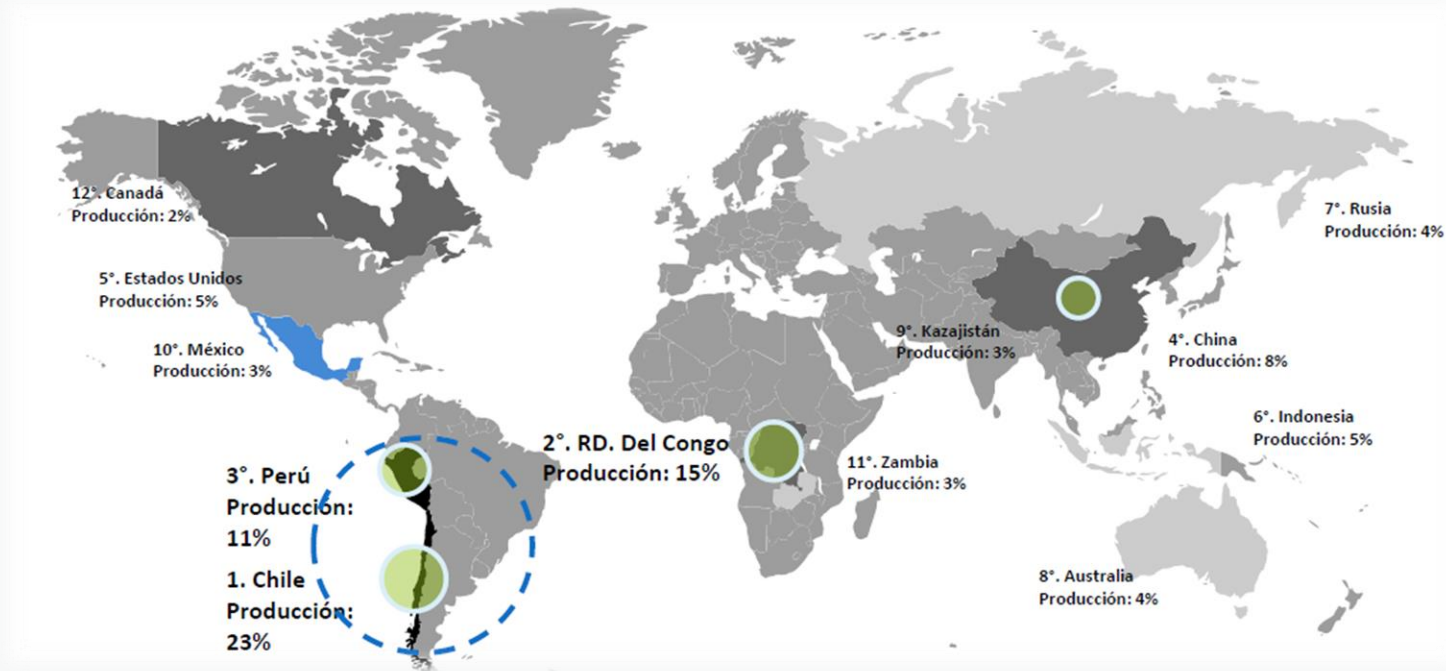 12°. Canadá
Producción: 2%
7°. Rusia
Producción: 4%
5°. Estados Unidos
Producción: 5%
9°. Kazajistán
Producción: 3%
4°. China
Producción: 8%
10°. México
Producción: 3%
6°. Indonesia
Producción: 5%
2°. RD. Del Congo
Producción: 15%
11°. Zambia
Producción: 3%
3°. Perú
Producción:
11%
1. Chile
Producción:
23%
8°. Australia
Producción: 4%